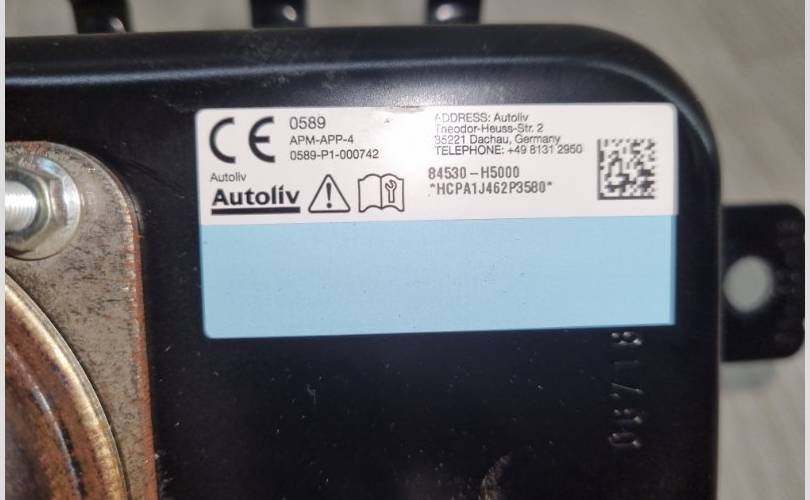 CE 0589
APM-APP-4
0589-P1-000742
Autoliv
Autoliv
ADDRESS: Autoliv
Theodor-Heuss-Str. 2
85221 Dachau, Germany
TELEPHONE: +49 8131 2950
84530-H5000
*HCPA1J462P3580*